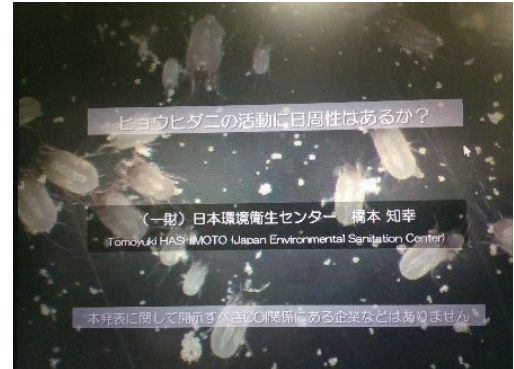 ヒョウヒダニの活動に日周性はあるか？
（一財）日本環境衛生センター　橋本 知幸
Tomoyuki HASHIMOTO (Japan Environmental Sanitation Center)
本発表に関して開示すべきCOI関係にある企業などはありません